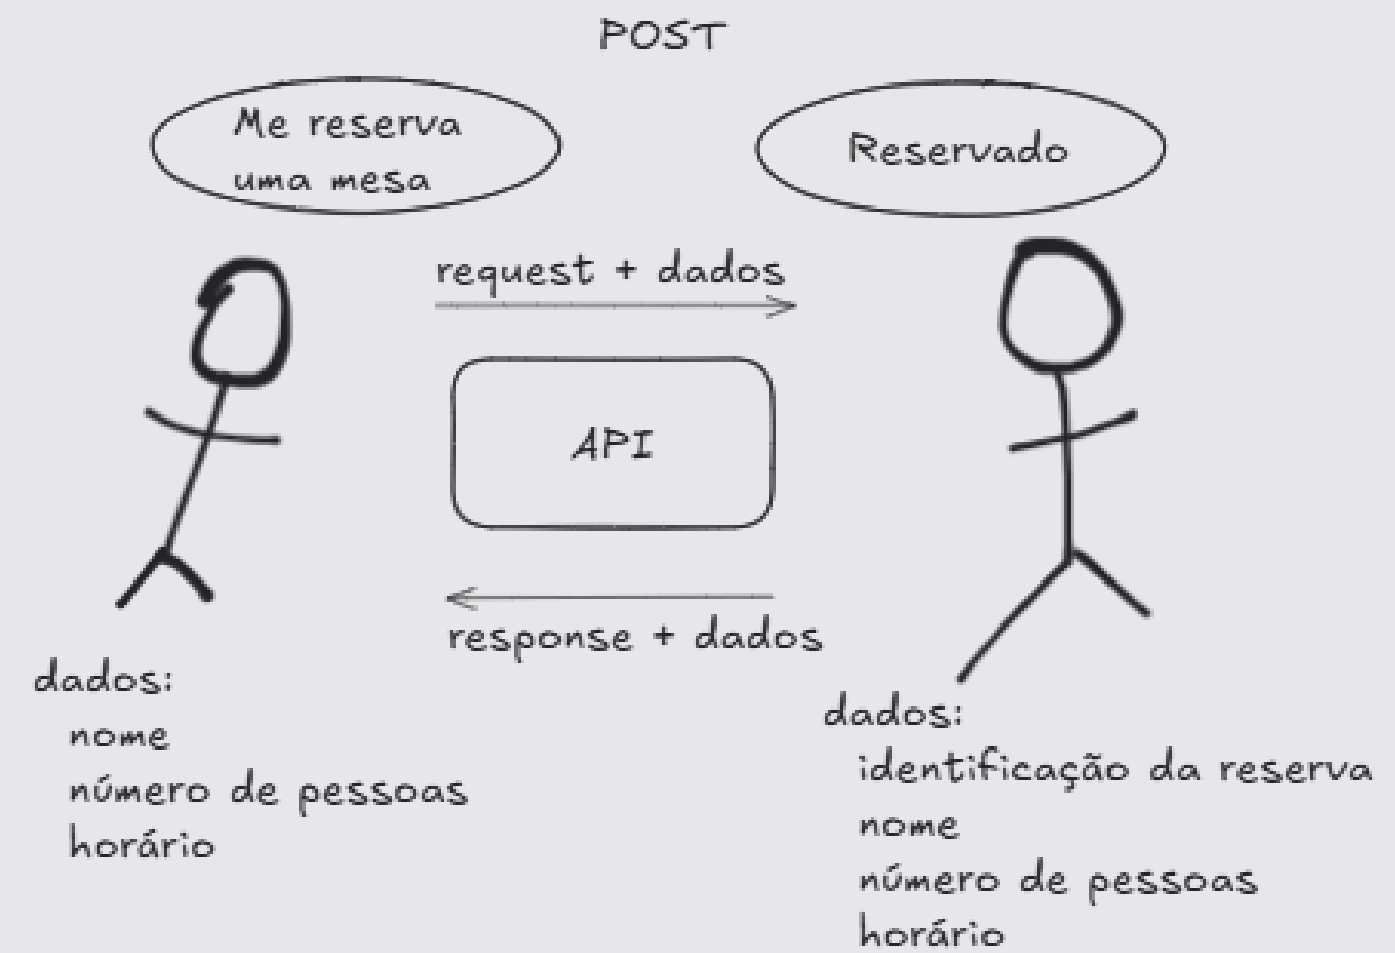 POST
Me reserva
uma mesa
Reservado
request + dados
API
response + dados
dados:
nome
número de pessoas
horário
dados:
identificação da reserva
nome
número de pessoas
horário